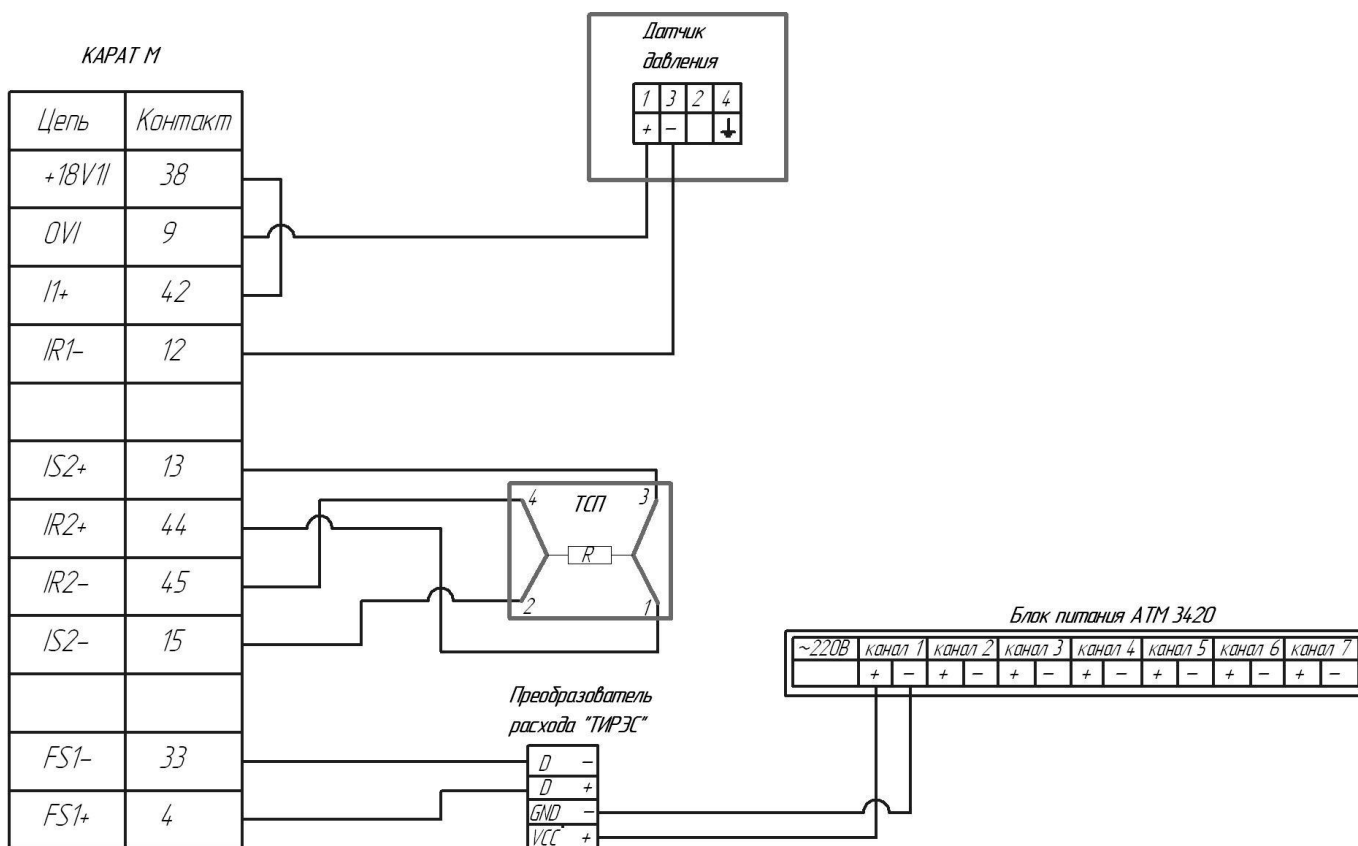 КАРАТ М
Цепь Контакт
+18V1I 38
0VI 9
I1+ 42
IR1– 12
IS2+ 13
IR2+ 44
IR2– 45
IS2– 15
FS1– 33
FS1+ 4
Датчик
давления
1 3 2 4
+ –
4 ТСП 3
R
2 1
Преобразователь
расхода "ТИРЭС"
D –
D +
GND –
VCC +
Блок питания АТМ 3420
~220В канал 1 канал 2 канал 3 канал 4 канал 5 канал 6 канал 7
+ – + – + – + – + – + – + –